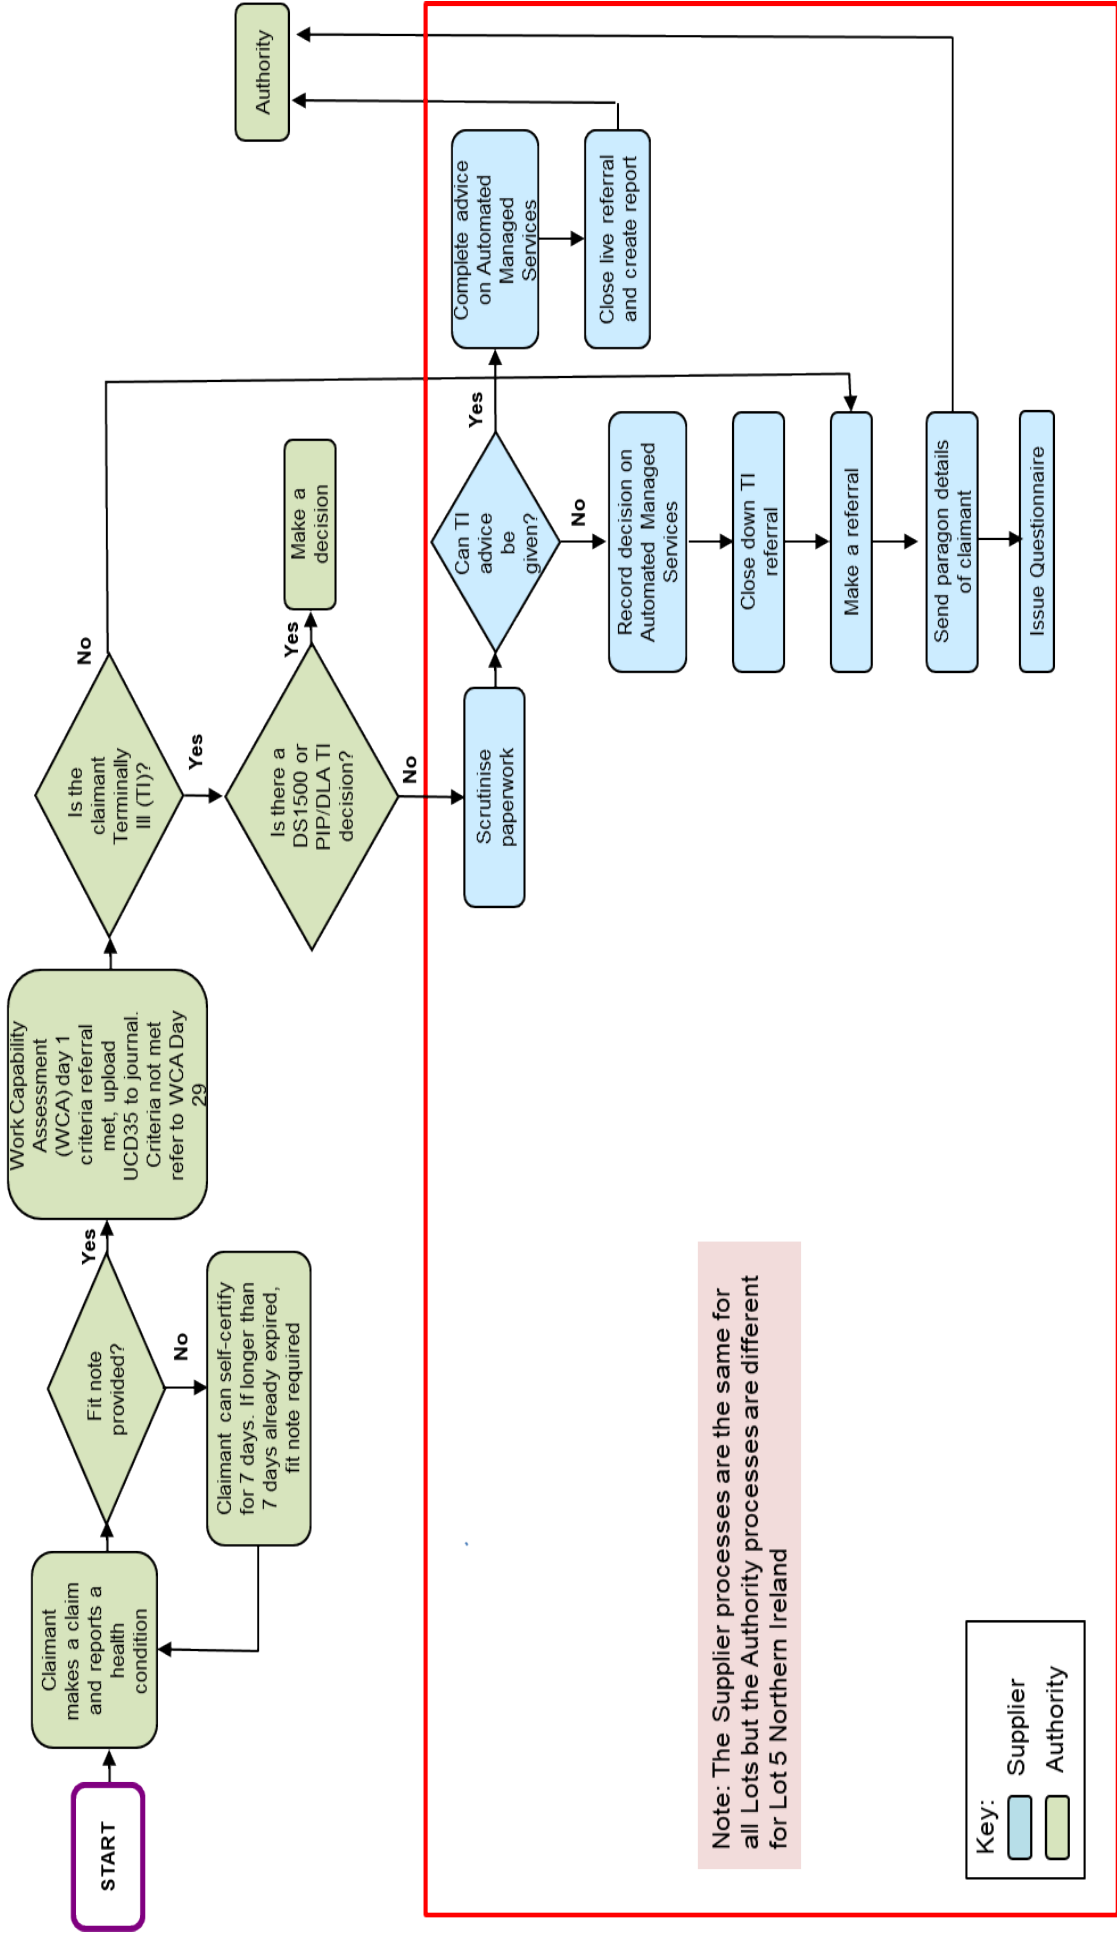 START
Claimant
makes a claim
and reports a
health
condition
Fit note
provided?
Yes
No
Claimant can self-certify
for 7 days. If longer than
7 days already expired,
fit note required
Work Capability
Assessment
(WCA) day 1
criteria referral
met, upload
UCD35 to journal.
Criteria not met
refer to WCA Day
29
Is the
claimant
Terminally
Ill (TI)?
No
Yes
Is there a
DS1500 or
PIP/DLA TI
decision?
Yes
Make a
decision
No
Authority
Scrutinise
paperwork
Can TI
advice
be
given?
Yes
Complete advice
on Automated
Managed
Services
Close live referral
and create report
No
Record decision on
Automated Managed
Services
Close down TI
referral
Make a referral
Send paragon details
of claimant
Issue Questionnaire
Note: The Supplier processes are the same for
all Lots but the Authority processes are different
for Lot 5 Northern Ireland
Key:
Supplier
Authority